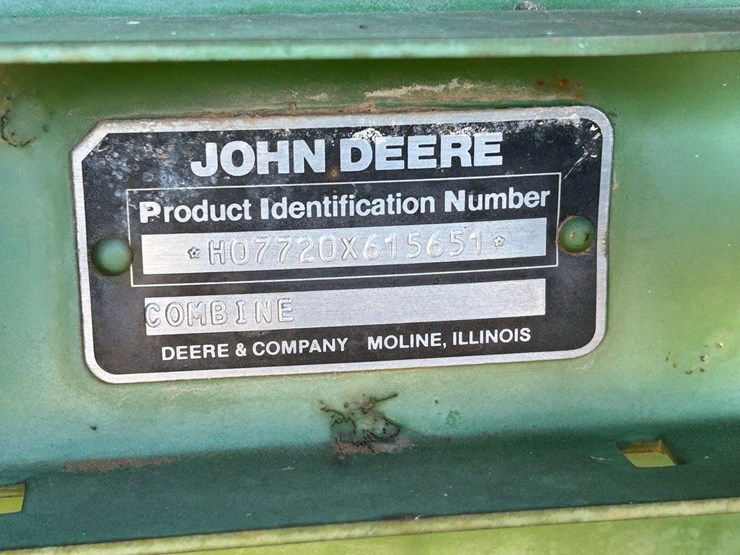 JOHN DEERE
Product Identification Number
*H07720X615651*
COMBINE
DEERE & COMPANY MOLINE, ILLINOIS